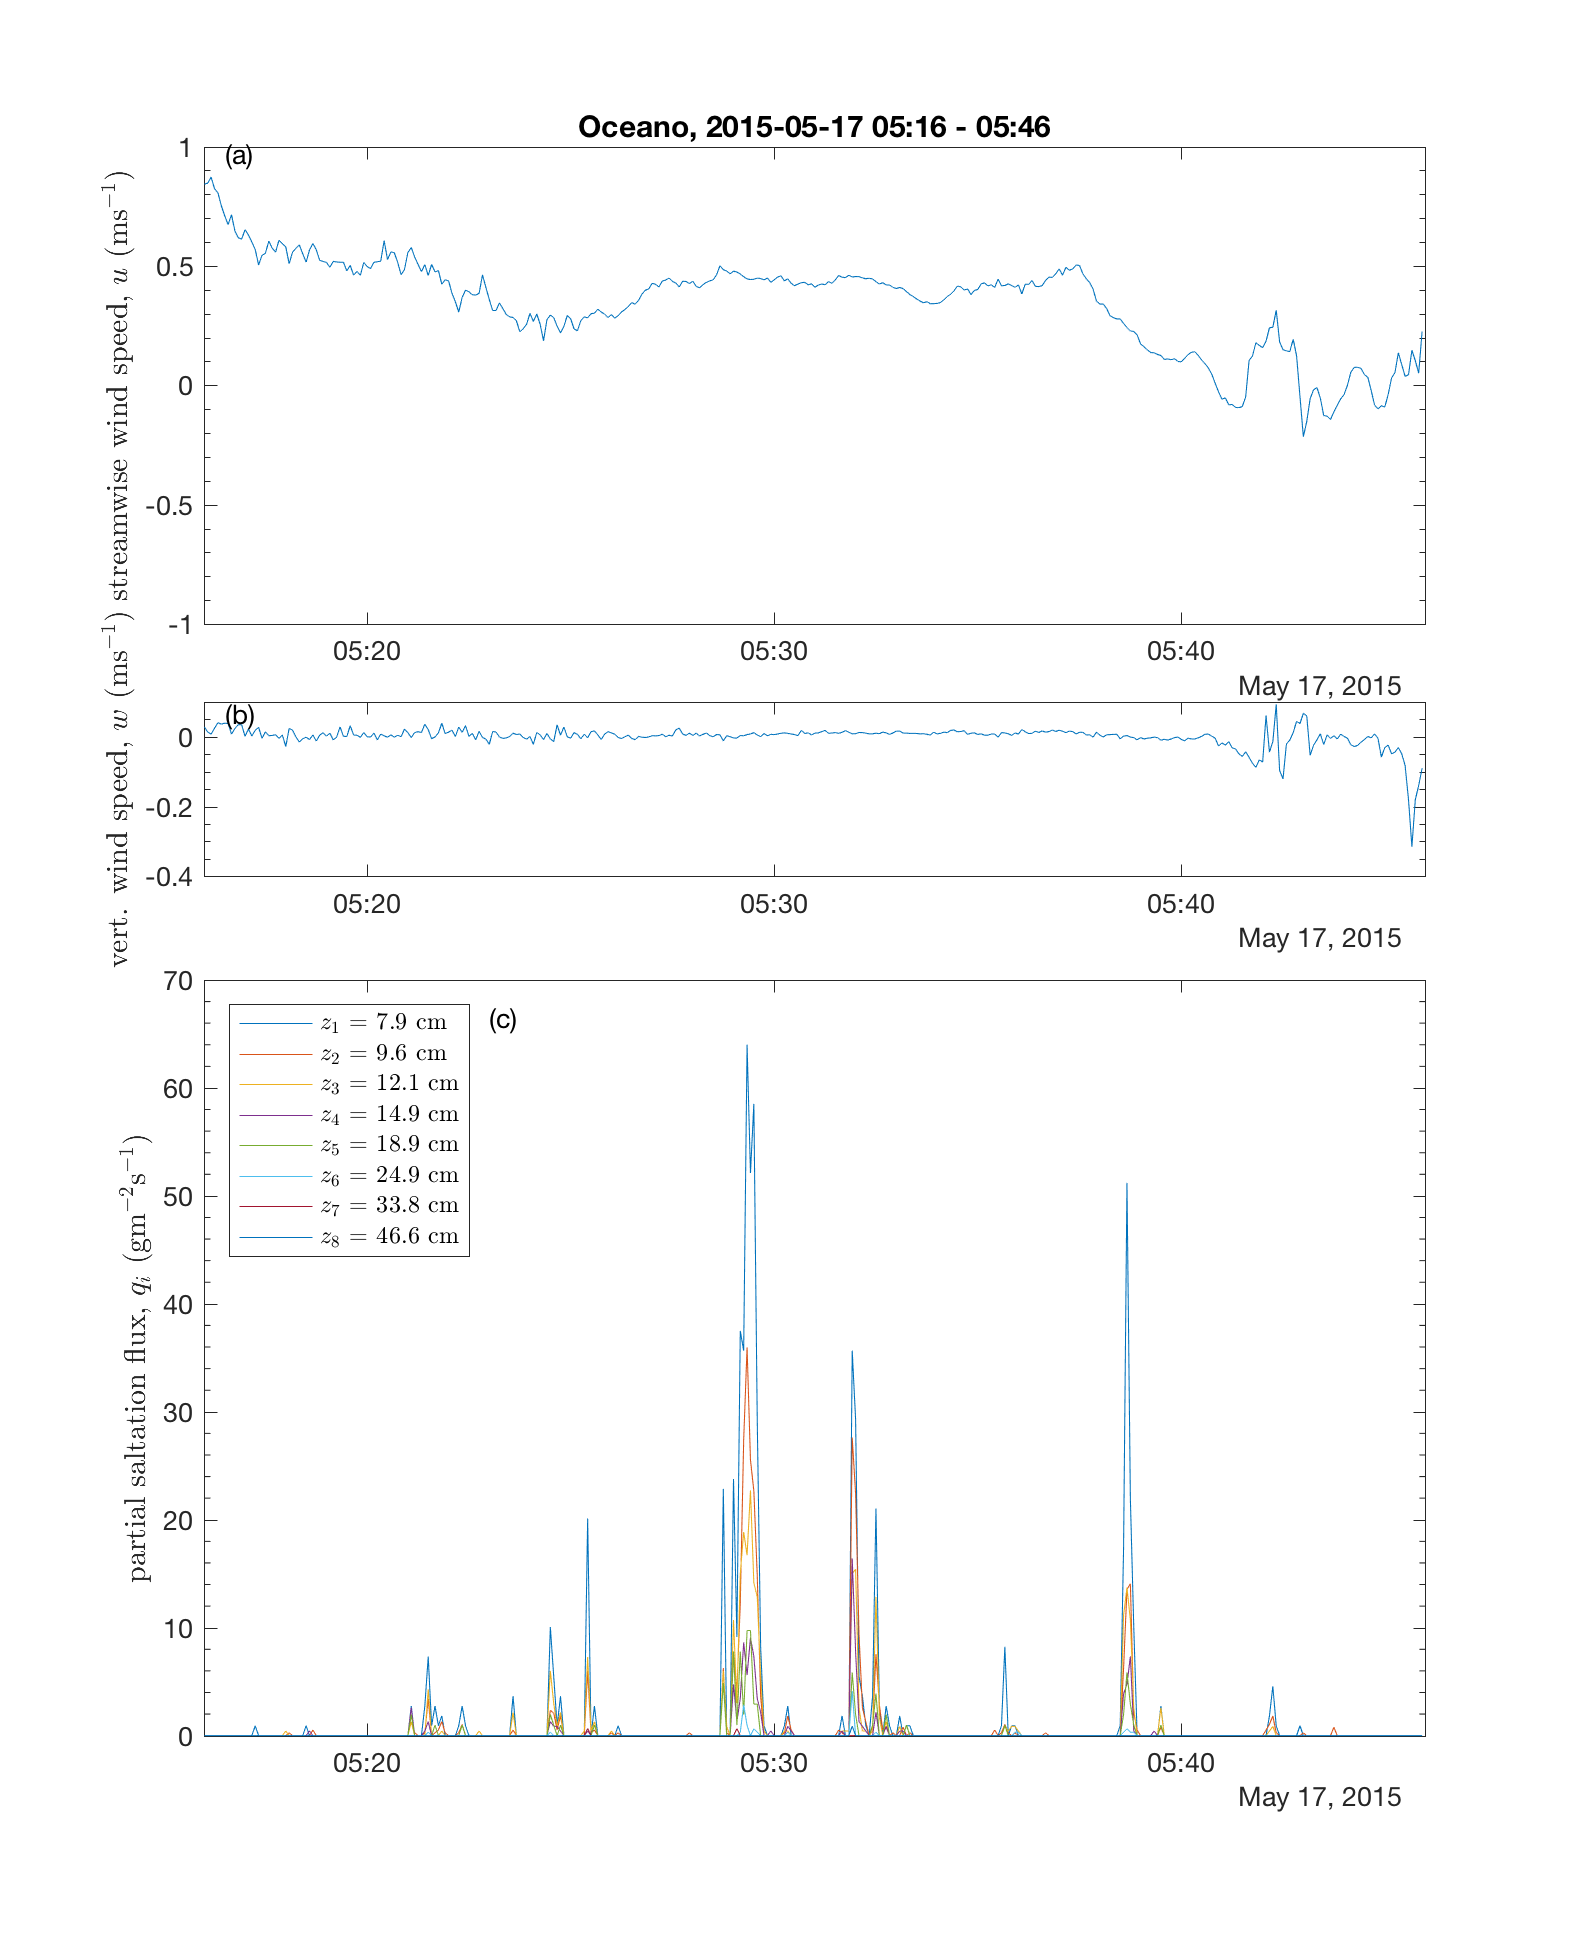 Oceano, 2015-05-17 05:16 - 05:46
(a)
streamwise wind speed, u (ms⁻¹)
1
0.5
0
-0.5
-1
05:20 05:30 05:40
May 17, 2015
(b)
vert. wind speed, w (ms⁻¹)
0
-0.2
-0.4
05:20 05:30 05:40
May 17, 2015
(c)
partial saltation flux, qᵢ (gm⁻²s⁻¹)
70
60
50
40
30
20
10
0
z₁ = 7.9 cm
z₂ = 9.6 cm
z₃ = 12.1 cm
z₄ = 14.9 cm
z₅ = 18.9 cm
z₆ = 24.9 cm
z₇ = 33.8 cm
z₈ = 46.6 cm
05:20 05:30 05:40
May 17, 2015